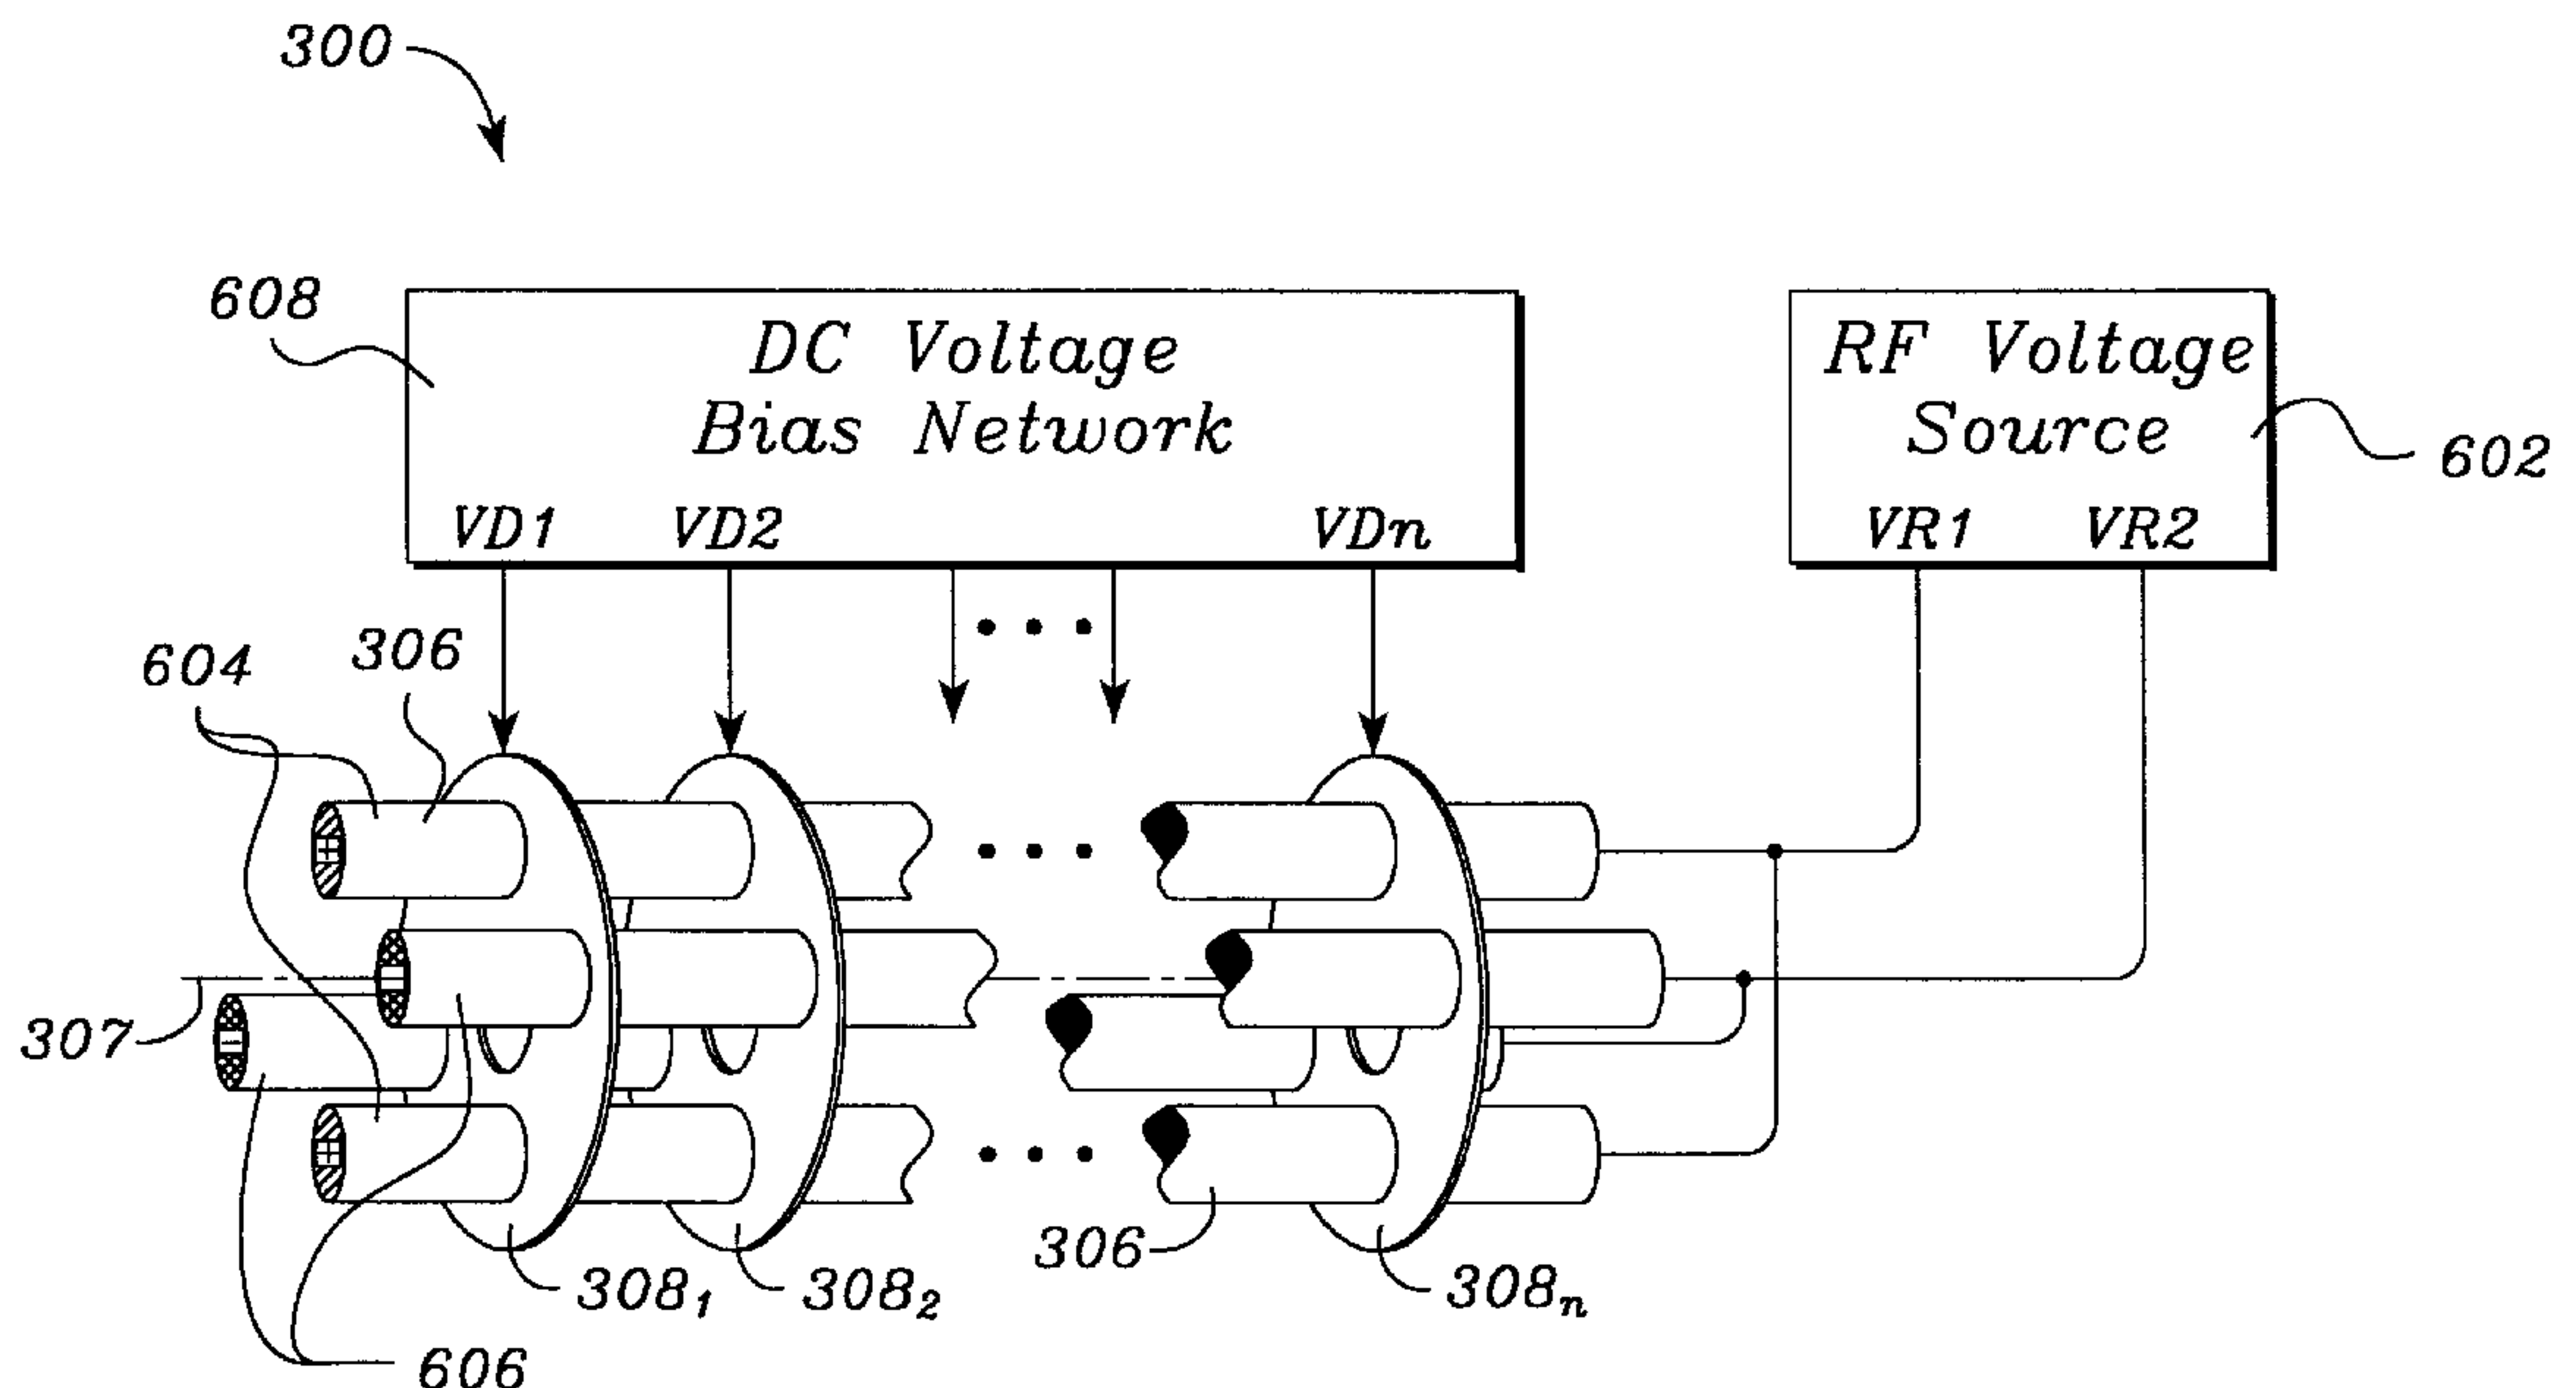 300
608
DC Voltage
Bias Network
VD1 VD2 VDn
RF Voltage
Source
VR1 VR2
602
604
306
307
306
308₁
308₂
308ₙ
606